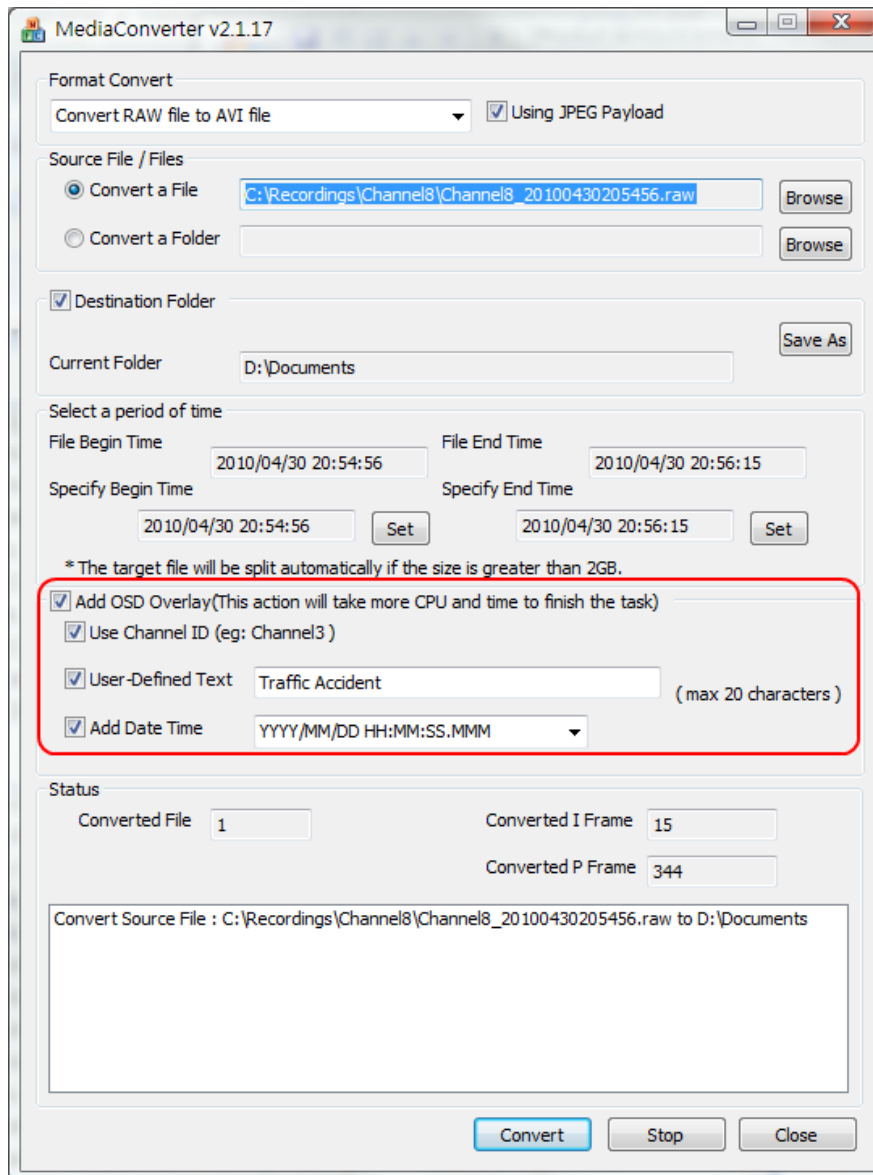 MediaConverter v2.1.17
Format Convert
Convert RAW file to AVI file
Using JPEG Payload
Source File / Files
Convert a File
C:\Recordings\Channel8\Channel8_20100430205456.raw
Browse
Convert a Folder
Browse
Destination Folder
Save As
Current Folder
D:\Documents
Select a period of time
File Begin Time
2010/04/30 20:54:56
File End Time
2010/04/30 20:56:15
Specify Begin Time
2010/04/30 20:54:56
Set
Specify End Time
2010/04/30 20:56:15
Set
* The target file will be split automatically if the size is greater than 2GB.
Add OSD Overlay(This action will take more CPU and time to finish the task)
Use Channel ID (eg: Channel3 )
User-Defined Text
Traffic Accident
( max 20 characters )
Add Date Time
YYYY/MM/DD HH:MM:SS.MMM
Status
Converted File
1
Converted I Frame
15
Converted P Frame
344
Convert Source File : C:\Recordings\Channel8\Channel8_20100430205456.raw to D:\Documents
Convert
Stop
Close